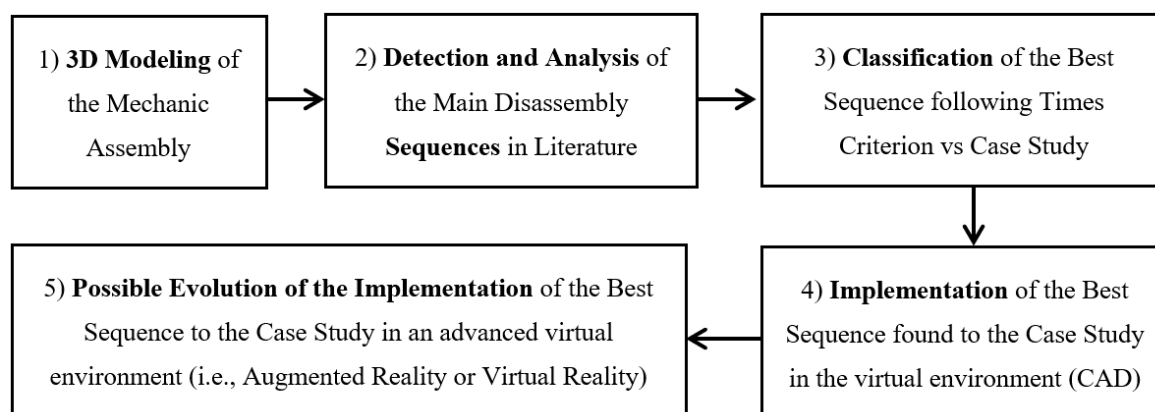 1) 3D Modeling of
the Mechanic
Assembly
2) Detection and Analysis of
the Main Disassembly
Sequences in Literature
3) Classification of the Best
Sequence following Times
Criterion vs Case Study
4) Implementation of the Best
Sequence found to the Case Study
in the virtual environment (CAD)
5) Possible Evolution of the Implementation of the Best
Sequence to the Case Study in an advanced virtual
environment (i.e., Augmented Reality or Virtual Reality)